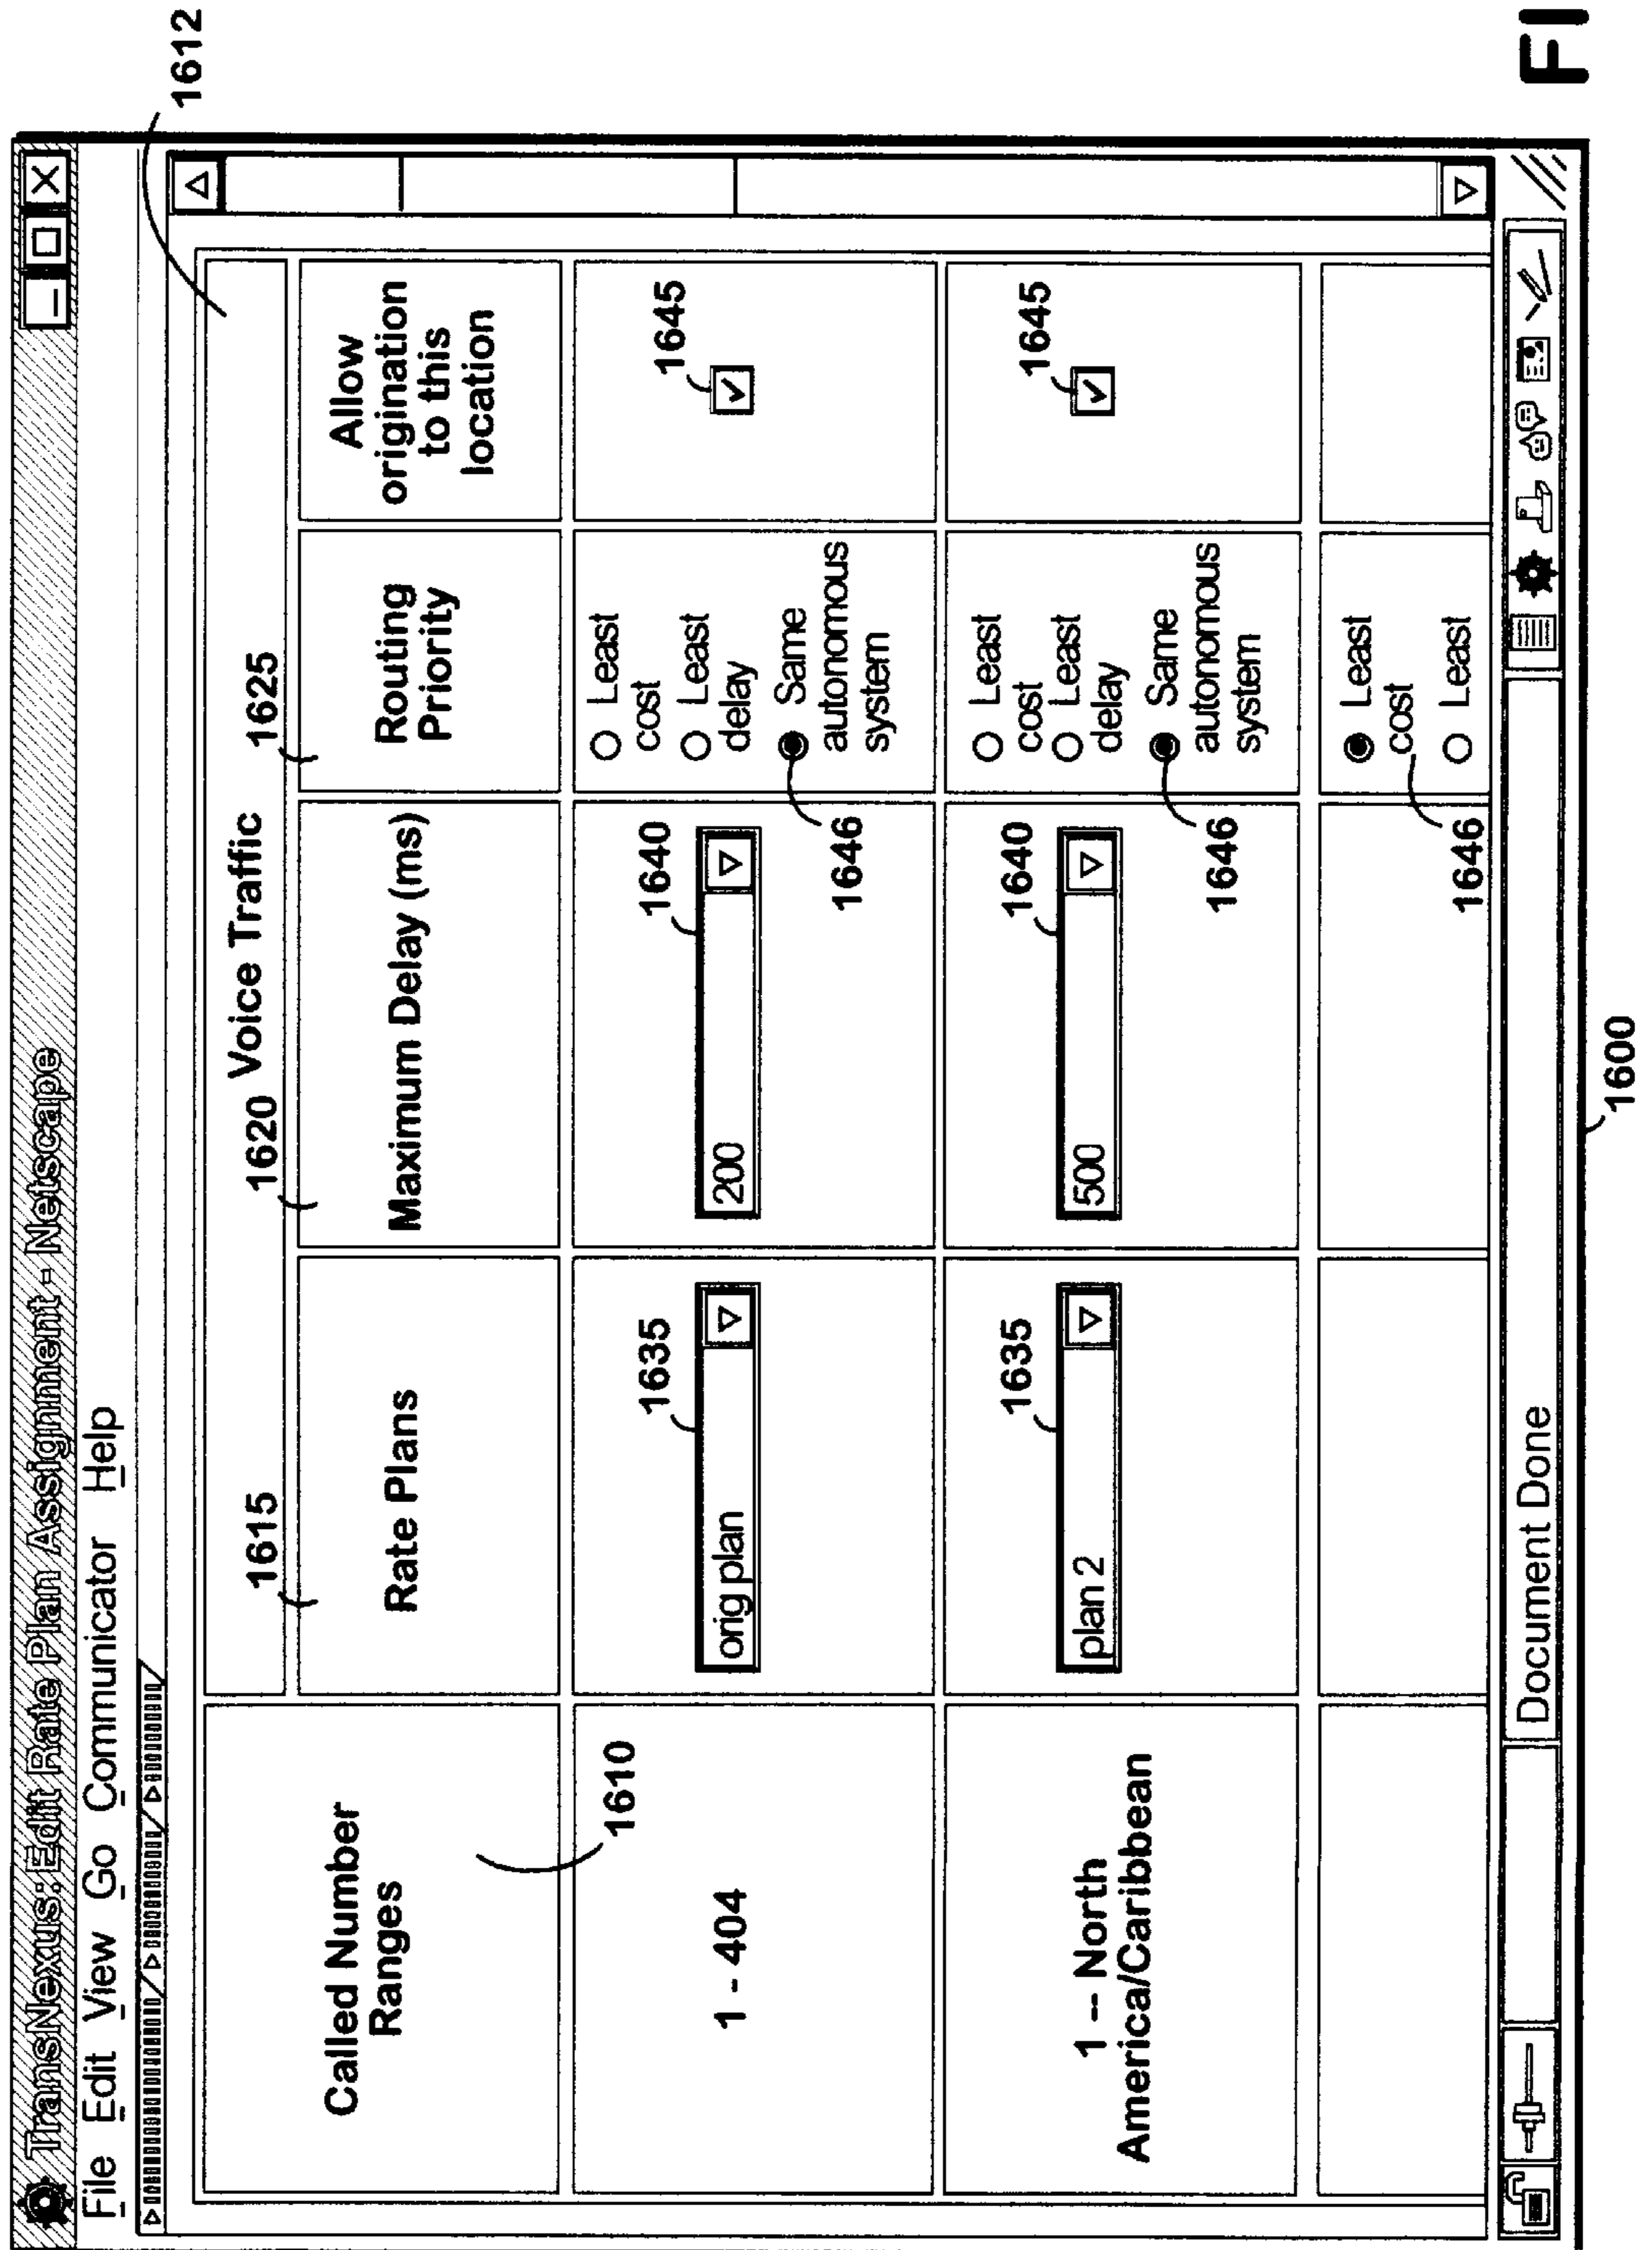 TransNexus: Edit Rate Plan Assignment - Netscape
File Edit View Go Communicator Help
1612
1615
1620
Voice Traffic
1625
Called Number
Ranges
Rate Plans
Maximum Delay (ms)
Routing
Priority
Allow
origination
to this
location
1610
1 - 404
1635
orig plan
1640
200
Least
cost
Least
delay
Same
autonomous
system
1646
1645
1 -- North
America/Caribbean
1635
plan 2
1640
500
Least
cost
Least
delay
Same
autonomous
system
1646
1645
Least
cost
Least
1646
Document Done
1600
FI